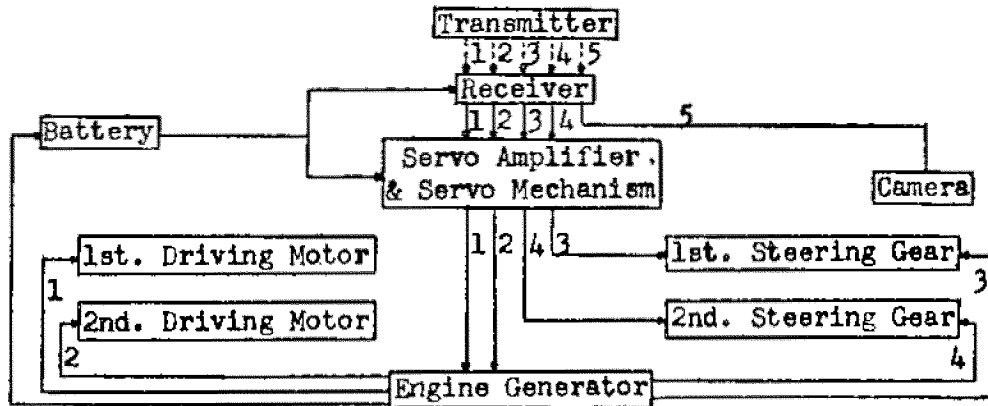 Transmitter
1 2 3 4 5
Receiver
1 2 3 4
5
Battery
Servo Amplifier.
& Servo Mechanism
Camera
1 2 4 3
1st. Driving Motor
1st. Steering Gear
1
3
2nd. Driving Motor
2nd. Steering Gear
2
4
Engine Generator